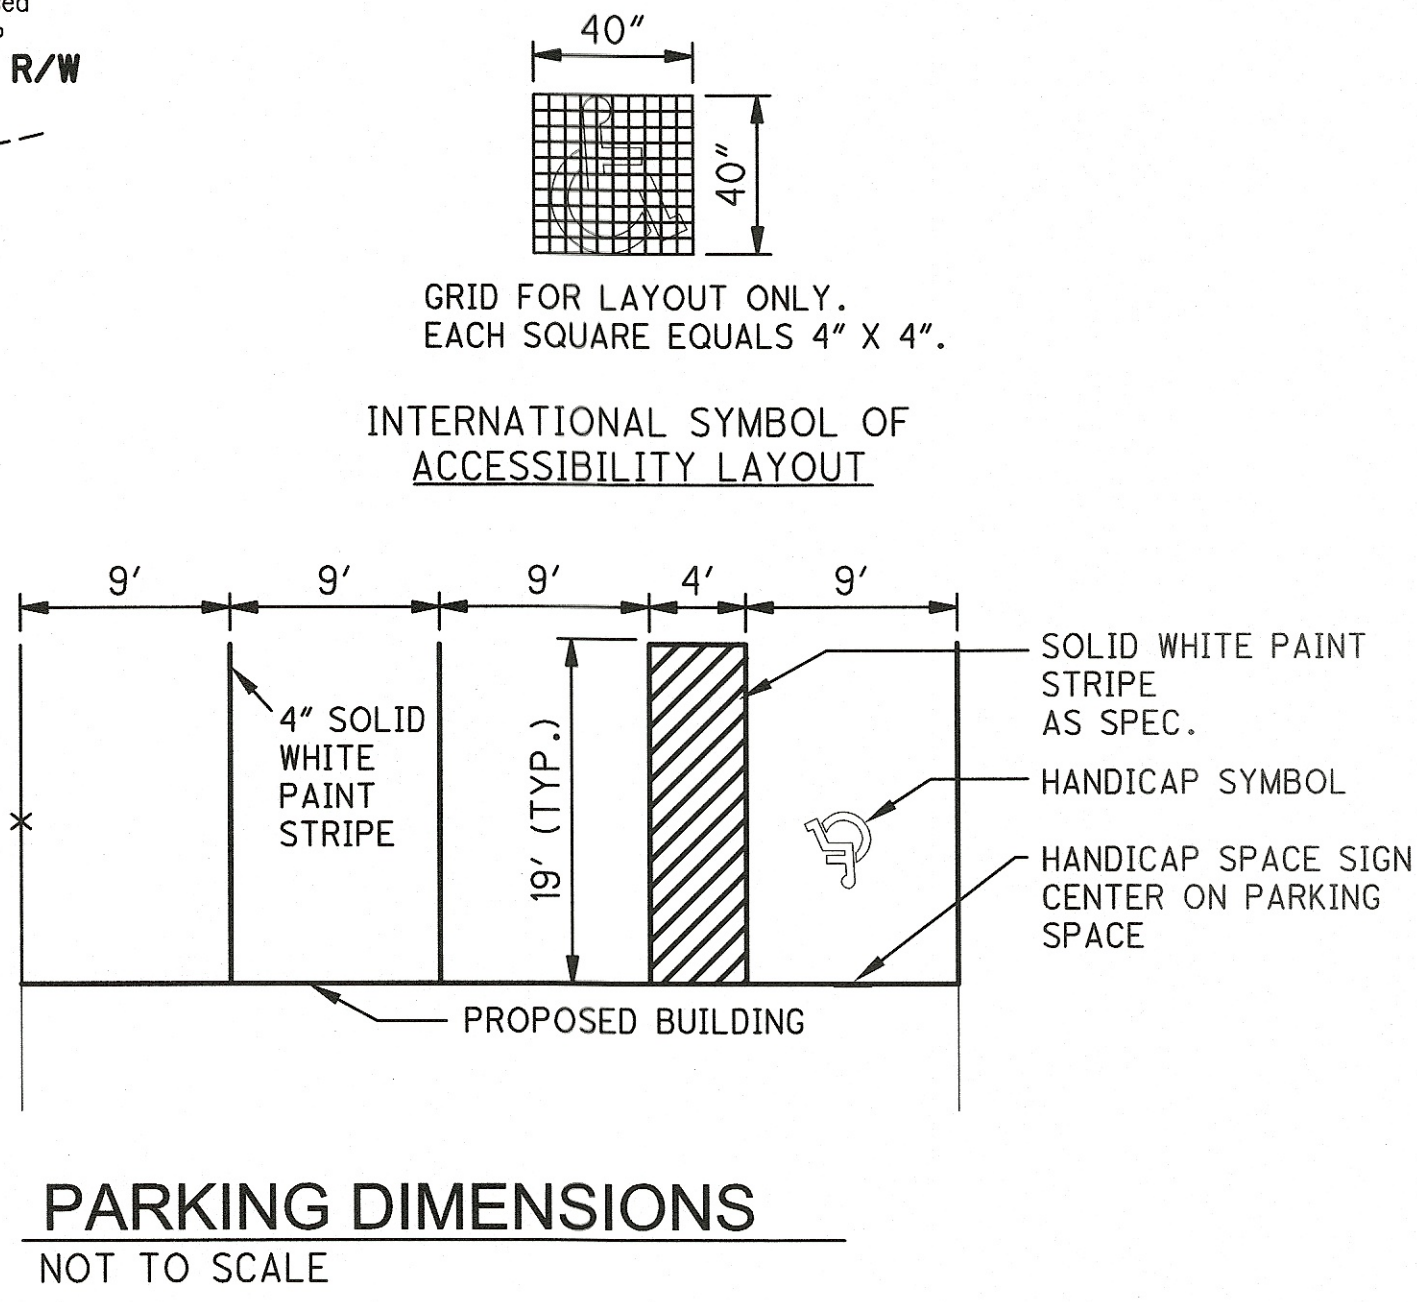 R/W
40"
40"
GRID FOR LAYOUT ONLY.
EACH SQUARE EQUALS 4" X 4".
INTERNATIONAL SYMBOL OF
ACCESSIBILITY LAYOUT
9'
9'
9'
4'
9'
4" SOLID
WHITE
PAINT
STRIPE
19' (TYP.)
SOLID WHITE PAINT
STRIPE
AS SPEC.
HANDICAP SYMBOL
HANDICAP SPACE SIGN
CENTER ON PARKING
SPACE
PROPOSED BUILDING
PARKING DIMENSIONS
NOT TO SCALE